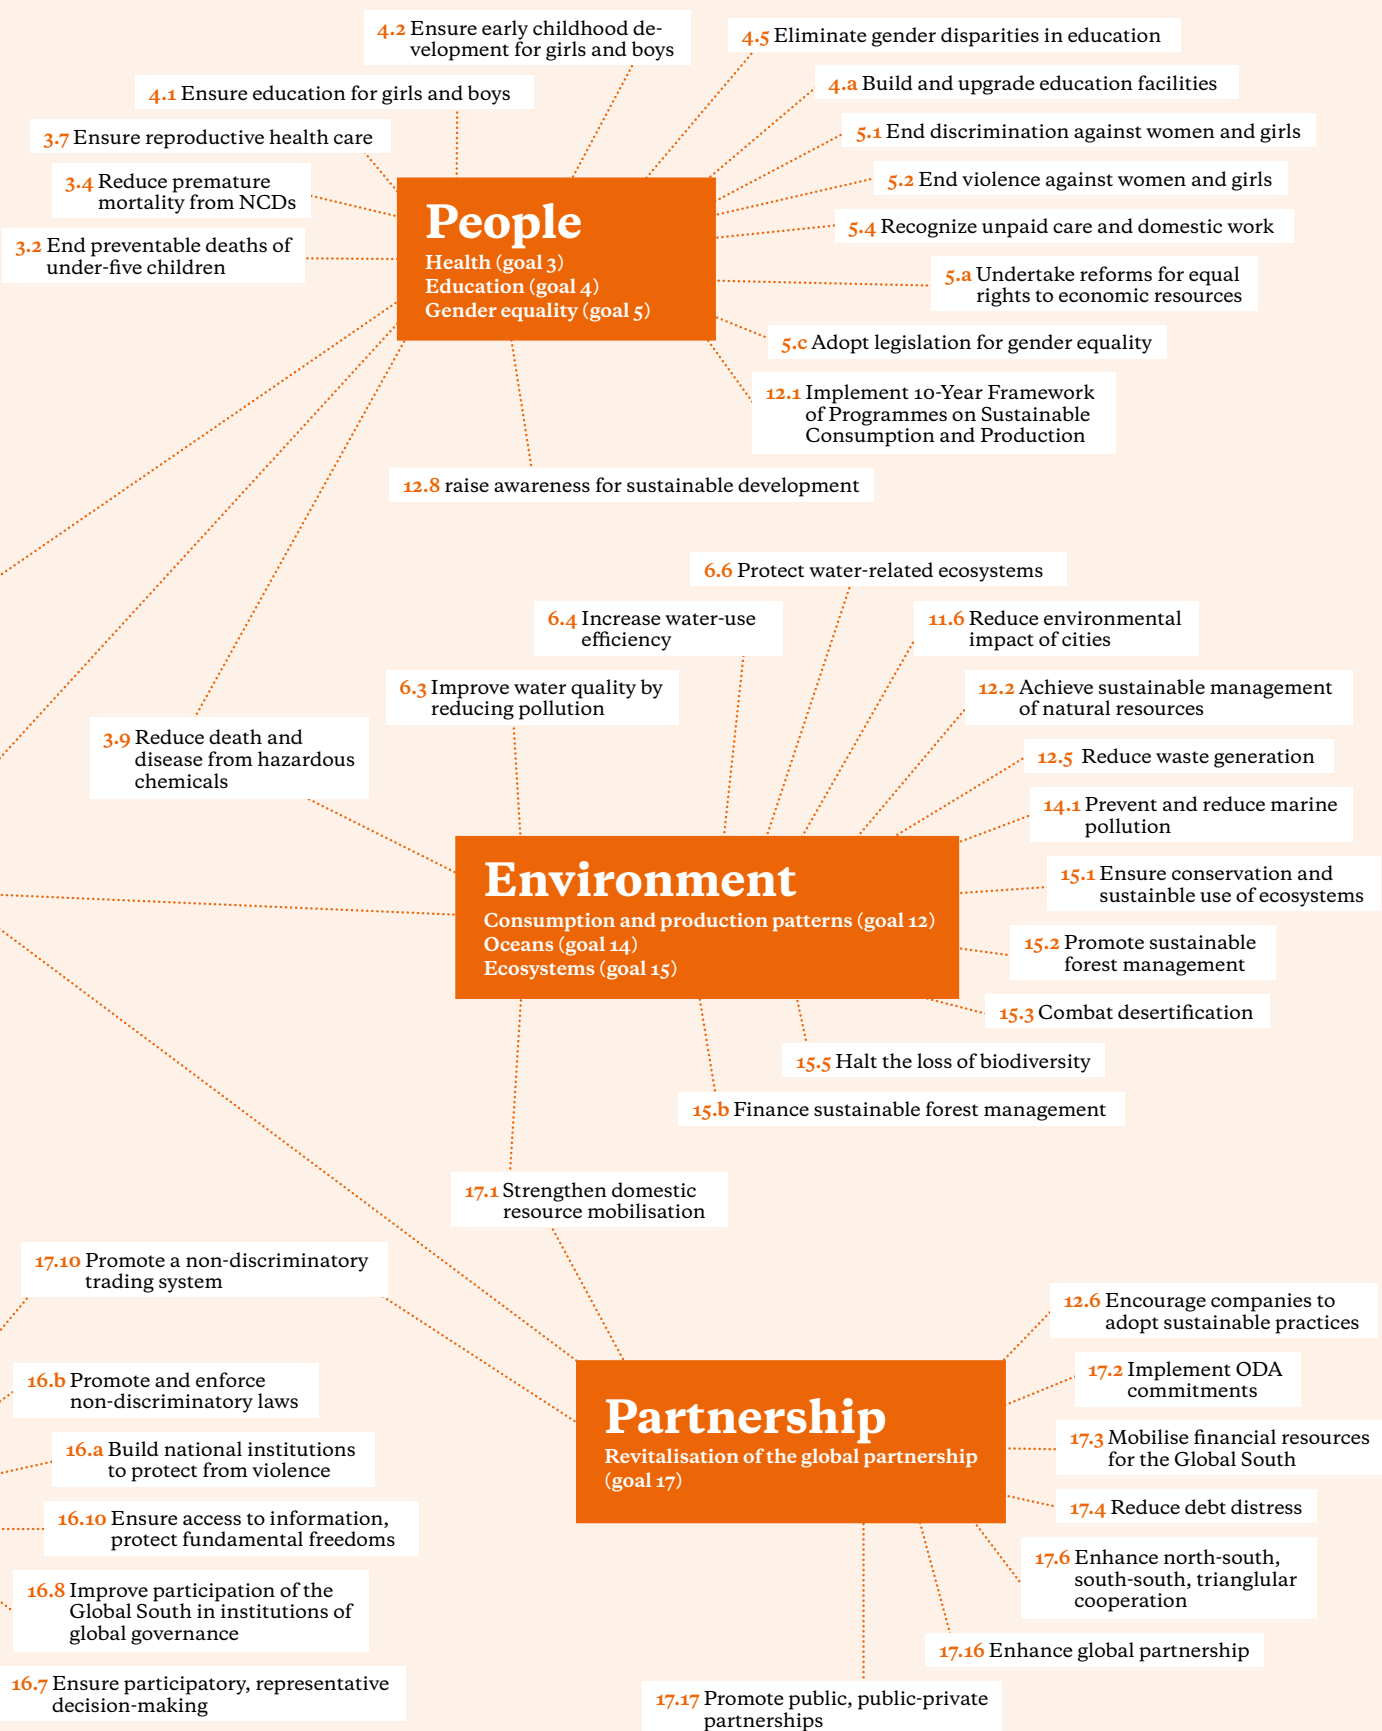 4.2 Ensure early childhood de-
velopment for girls and boys
4.5 Eliminate gender disparities in education
4.1 Ensure education for girls and boys
4.a Build and upgrade education facilities
3.7 Ensure reproductive health care
5.1 End discrimination against women and girls
3.4 Reduce premature
mortality from NCDs
5.2 End violence against women and girls
3.2 End preventable deaths of
under-five children
5.4 Recognize unpaid care and domestic work
People
Health (goal 3)
Education (goal 4)
Gender equality (goal 5)
5.a Undertake reforms for equal
rights to economic resources
5.c Adopt legislation for gender equality
12.1 Implement 10-Year Framework
of Programmes on Sustainable
Consumption and Production
12.8 raise awareness for sustainable development
6.6 Protect water-related ecosystems
6.4 Increase water-use
efficiency
11.6 Reduce environmental
impact of cities
6.3 Improve water quality by
reducing pollution
12.2 Achieve sustainable management
of natural resources
3.9 Reduce death and
disease from hazardous
chemicals
12.5 Reduce waste generation
14.1 Prevent and reduce marine
pollution
Environment
Consumption and production patterns (goal 12)
Oceans (goal 14)
Ecosystems (goal 15)
15.1 Ensure conservation and
sustainble use of ecosystems
15.2 Promote sustainable
forest management
15.3 Combat desertification
15.5 Halt the loss of biodiversity
15.b Finance sustainable forest management
17.1 Strengthen domestic
resource mobilisation
17.10 Promote a non-discriminatory
trading system
12.6 Encourage companies to
adopt sustainable practices
16.b Promote and enforce
non-discriminatory laws
17.2 Implement ODA
commitments
Partnership
Revitalisation of the global partnership
(goal 17)
16.a Build national institutions
to protect from violence
17.3 Mobilise financial resources
for the Global South
16.10 Ensure access to information,
protect fundamental freedoms
17.4 Reduce debt distress
16.8 Improve participation of the
Global South in institutions of
global governance
17.6 Enhance north-south,
south-south, trianglular
cooperation
17.16 Enhance global partnership
16.7 Ensure participatory, representative
decision-making
17.17 Promote public, public-private
partnerships